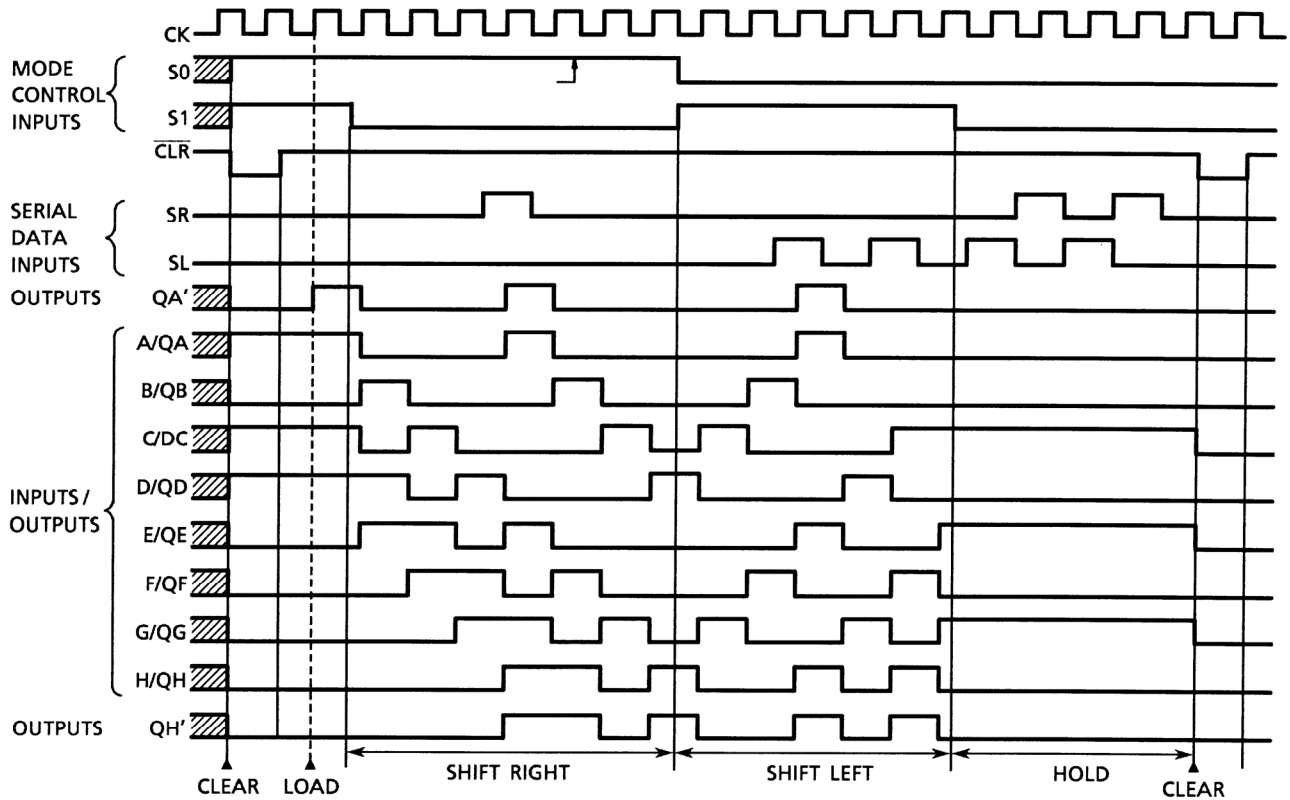 CK
MODE
CONTROL
INPUTS
S0
S1
CLR
SERIAL
DATA
INPUTS
SR
SL
OUTPUTS
QA'
INPUTS /
OUTPUTS
A/QA
B/QB
C/DC
D/QD
E/QE
F/QF
G/QG
H/QH
OUTPUTS
QH'
SHIFT RIGHT
SHIFT LEFT
HOLD
CLEAR
LOAD
CLEAR